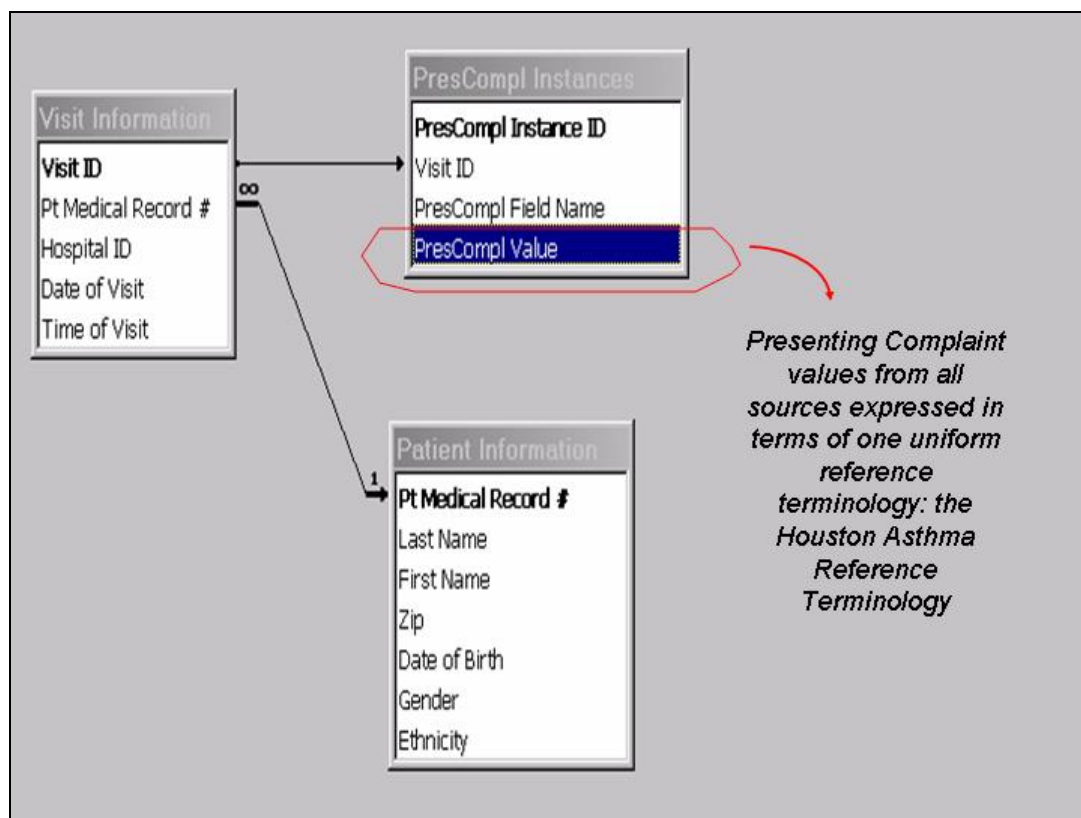 Visit Information
Visit ID
Pt Medical Record #
Hospital ID
Date of Visit
Time of Visit
∞
PresCompl Instances
PresCompl Instance ID
Visit ID
PresCompl Field Name
PresCompl Value
1
Patient Information
Pt Medical Record #
Last Name
First Name
Zip
Date of Birth
Gender
Ethnicity
Presenting Complaint
values from all
sources expressed in
terms of one uniform
reference
terminology: the
Houston Asthma
Reference
Terminology